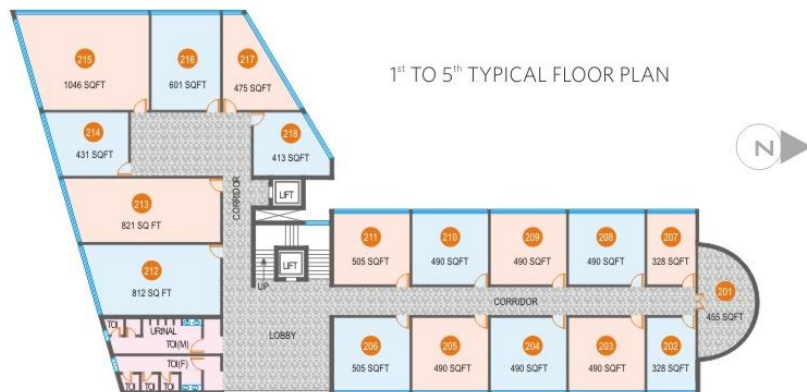 1st TO 5th TYPICAL FLOOR PLAN
N
215
1046 SQFT
216
601 SQFT
217
475 SQFT
214
431 SQFT
218
413 SQFT
213
821 SQ FT
CORRIDOR
LIFT
212
812 SQ FT
UP
LIFT
211
505 SQFT
210
490 SQFT
209
490 SQFT
208
490 SQFT
207
328 SQFT
201
455 SQFT
CORRIDOR
LOBBY
TOI
URINAL
TOI(M)
TOI(F)
TOI
TOI
TOI
206
505 SQFT
205
490 SQFT
204
490 SQFT
203
490 SQFT
202
328 SQFT